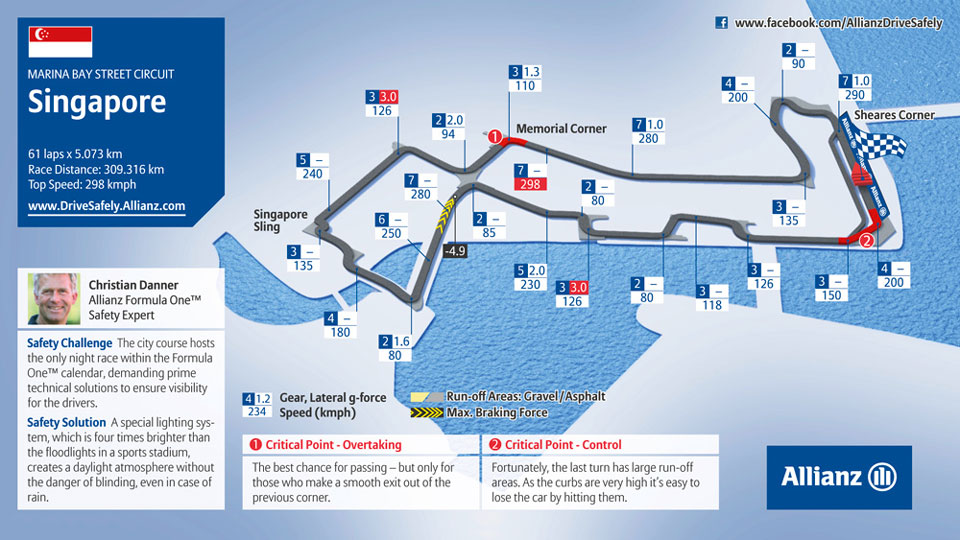 www.facebook.com/AllianzDriveSafely
MARINA BAY STREET CIRCUIT
Singapore
61 laps x 5.073 km
Race Distance: 309.316 km
Top Speed: 298 kmph
www.DriveSafely.Allianz.com
2 –
90
3 1.3
110
4 –
200
7 1.0
290
3 3.0
126
Sheares Corner
2 2.0
94
1
Memorial Corner
7 1.0
280
Allianz
Allianz
Allianz
5 –
240
7 –
298
7 –
280
2 –
80
Singapore
Sling
6 –
250
2 –
85
3 –
135
2
-4.9
3 –
135
5 2.0
230
3 3.0
126
2 –
80
3 –
118
3 –
126
3 –
150
4 –
200
4 –
180
2 1.6
80
Christian Danner
Allianz Formula One™
Safety Expert
Safety Challenge The city course hosts
the only night race within the Formula
One™ calendar, demanding prime
technical solutions to ensure visibility
for the drivers.
Safety Solution A special lighting sys-
tem, which is four times brighter than
the floodlights in a sports stadium,
creates a daylight atmosphere without
the danger of blinding, even in case of
rain.
4 1.2
234
Gear, Lateral g-force
Speed (kmph)
Run-off Areas: Gravel/Asphalt
Max. Braking Force
1 Critical Point - Overtaking
The best chance for passing – but only for
those who make a smooth exit out of the
previous corner.
2 Critical Point - Control
Fortunately, the last turn has large run-off
areas. As the curbs are very high it's easy to
lose the car by hitting them.
Allianz